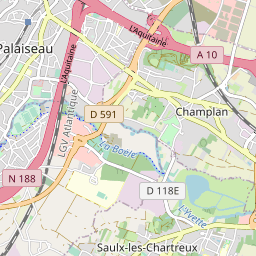 L'Aquitaine
A 10
Palaiseau
L'Aquitaine
LGV Atlantique
D 591
Champlan
La Boële
N 188
D 118E
L'Yvette
Saulx-les-Chartreux